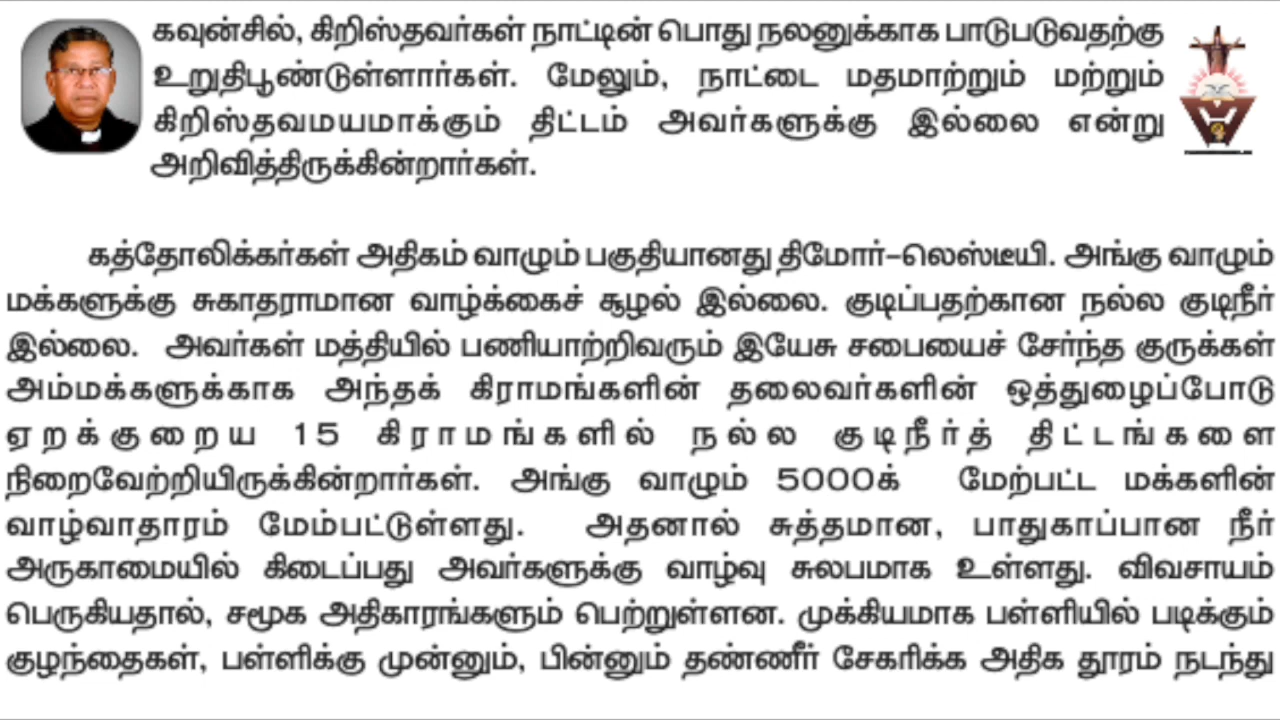 கவுன்சில், கிறிஸ்தவர்கள் நாட்டின் பொது நலனுக்காக பாடுபடுவதற்கு
உறுதிபூண்டுள்ளார்கள். மேலும், நாட்டை மதமாற்றும் மற்றும்
கிறிஸ்தவமயமாக்கும் திட்டம் அவர்களுக்கு இல்லை என்று
அறிவித்திருக்கின்றார்கள்.
கத்தோலிக்கர்கள் அதிகம் வாழும் பகுதியானது திமோர்-லெஸ்டீயி. அங்கு வாழும்
மக்களுக்கு சுகாதராமான வாழ்க்கைச் சூழல் இல்லை. குடிப்பதற்கான நல்ல குடிநீர்
இல்லை. அவர்கள் மத்தியில் பணியாற்றிவரும் இயேசு சபையைச் சேர்ந்த குருக்கள்
அம்மக்களுக்காக அந்தக் கிராமங்களின் தலைவர்களின் ஒத்துழைப்போடு
ஏறக்குறைய 15 கிராமங்களில் நல்ல குடிநீர்த் திட்டங்களை
நிறைவேற்றியிருக்கின்றார்கள். அங்கு வாழும் 5000க் மேற்பட்ட மக்களின்
வாழ்வாதாரம் மேம்பட்டுள்ளது. அதனால் சுத்தமான, பாதுகாப்பான நீர்
அருகாமையில் கிடைப்பது அவர்களுக்கு வாழ்வு சுலபமாக உள்ளது. விவசாயம்
பெருகியதால், சமூக அதிகாரங்களும் பெற்றுள்ளன. முக்கியமாக பள்ளியில் படிக்கும்
குழந்தைகள், பள்ளிக்கு முன்னும், பின்னும் தண்ணீர் சேகரிக்க அதிக தூரம் நடந்து